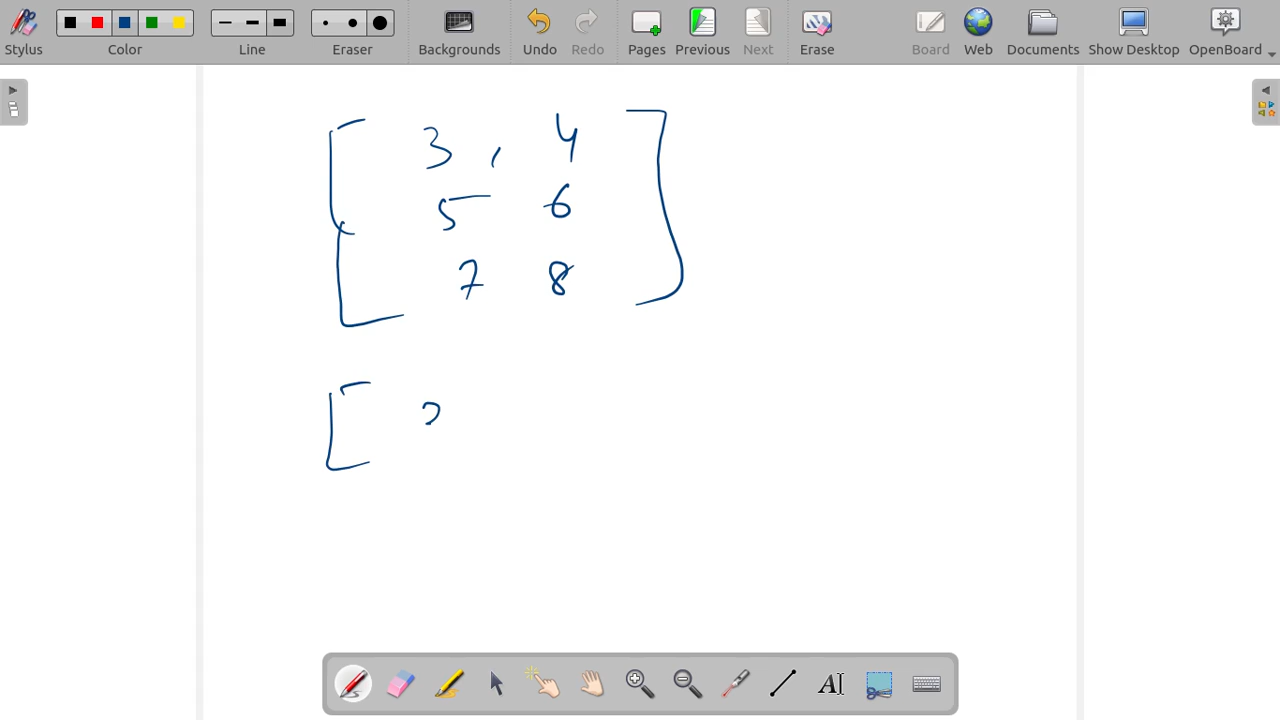 Stylus Color Line Eraser Backgrounds Undo Redo Pages Previous Next Erase Board Web Documents Show Desktop OpenBoard
[ 3 , 4 ]
5 6
7 8
[